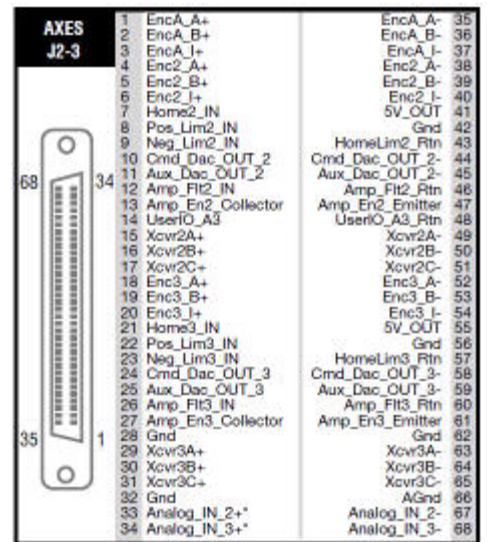 AXES
J2-3
68
34
35
1
1 EncA_A+ EncA_A- 35
2 EncA_B+ EncA_B- 36
3 EncA_I+ EncA_I- 37
4 Enc2_A+ Enc2_A- 38
5 Enc2_B+ Enc2_B- 39
6 Enc2_I+ Enc2_I- 40
7 Home2_IN 5V_OUT 41
8 Pos_Lim2_IN Gnd 42
9 Neg_Lim2_IN HomeLim2_Rtn 43
10 Cmd_Dac_OUT_2 Cmd_Dac_OUT_2- 44
11 Aux_Dac_OUT_2 Aux_Dac_OUT_2- 45
12 Amp_Flt2_IN Amp_Flt2_Rtn 46
13 Amp_En2_Collector Amp_En2_Emitter 47
14 UserIO_A3 UserIO_A3_Rtn 48
15 Xcvr2A+ Xcvr2A- 49
16 Xcvr2B+ Xcvr2B- 50
17 Xcvr2C+ Xcvr2C- 51
18 Enc3_A+ Enc3_A- 52
19 Enc3_B+ Enc3_B- 53
20 Enc3_I+ Enc3_I- 54
21 Home3_IN 5V_OUT 55
22 Pos_Lim3_IN Gnd 56
23 Neg_Lim3_IN HomeLim3_Rtn 57
24 Cmd_Dac_OUT_3 Cmd_Dac_OUT_3- 58
25 Aux_Dac_OUT_3 Aux_Dac_OUT_3- 59
26 Amp_Flt3_IN Amp_Flt3_Rtn 60
27 Amp_En3_Collector Amp_En3_Emitter 61
28 Gnd Gnd 62
29 Xcvr3A+ Xcvr3A- 63
30 Xcvr3B+ Xcvr3B- 64
31 Xcvr3C+ Xcvr3C- 65
32 Gnd AGnd 66
33 Analog_IN_2+* Analog_IN_2- 67
34 Analog_IN_3+* Analog_IN_3- 68